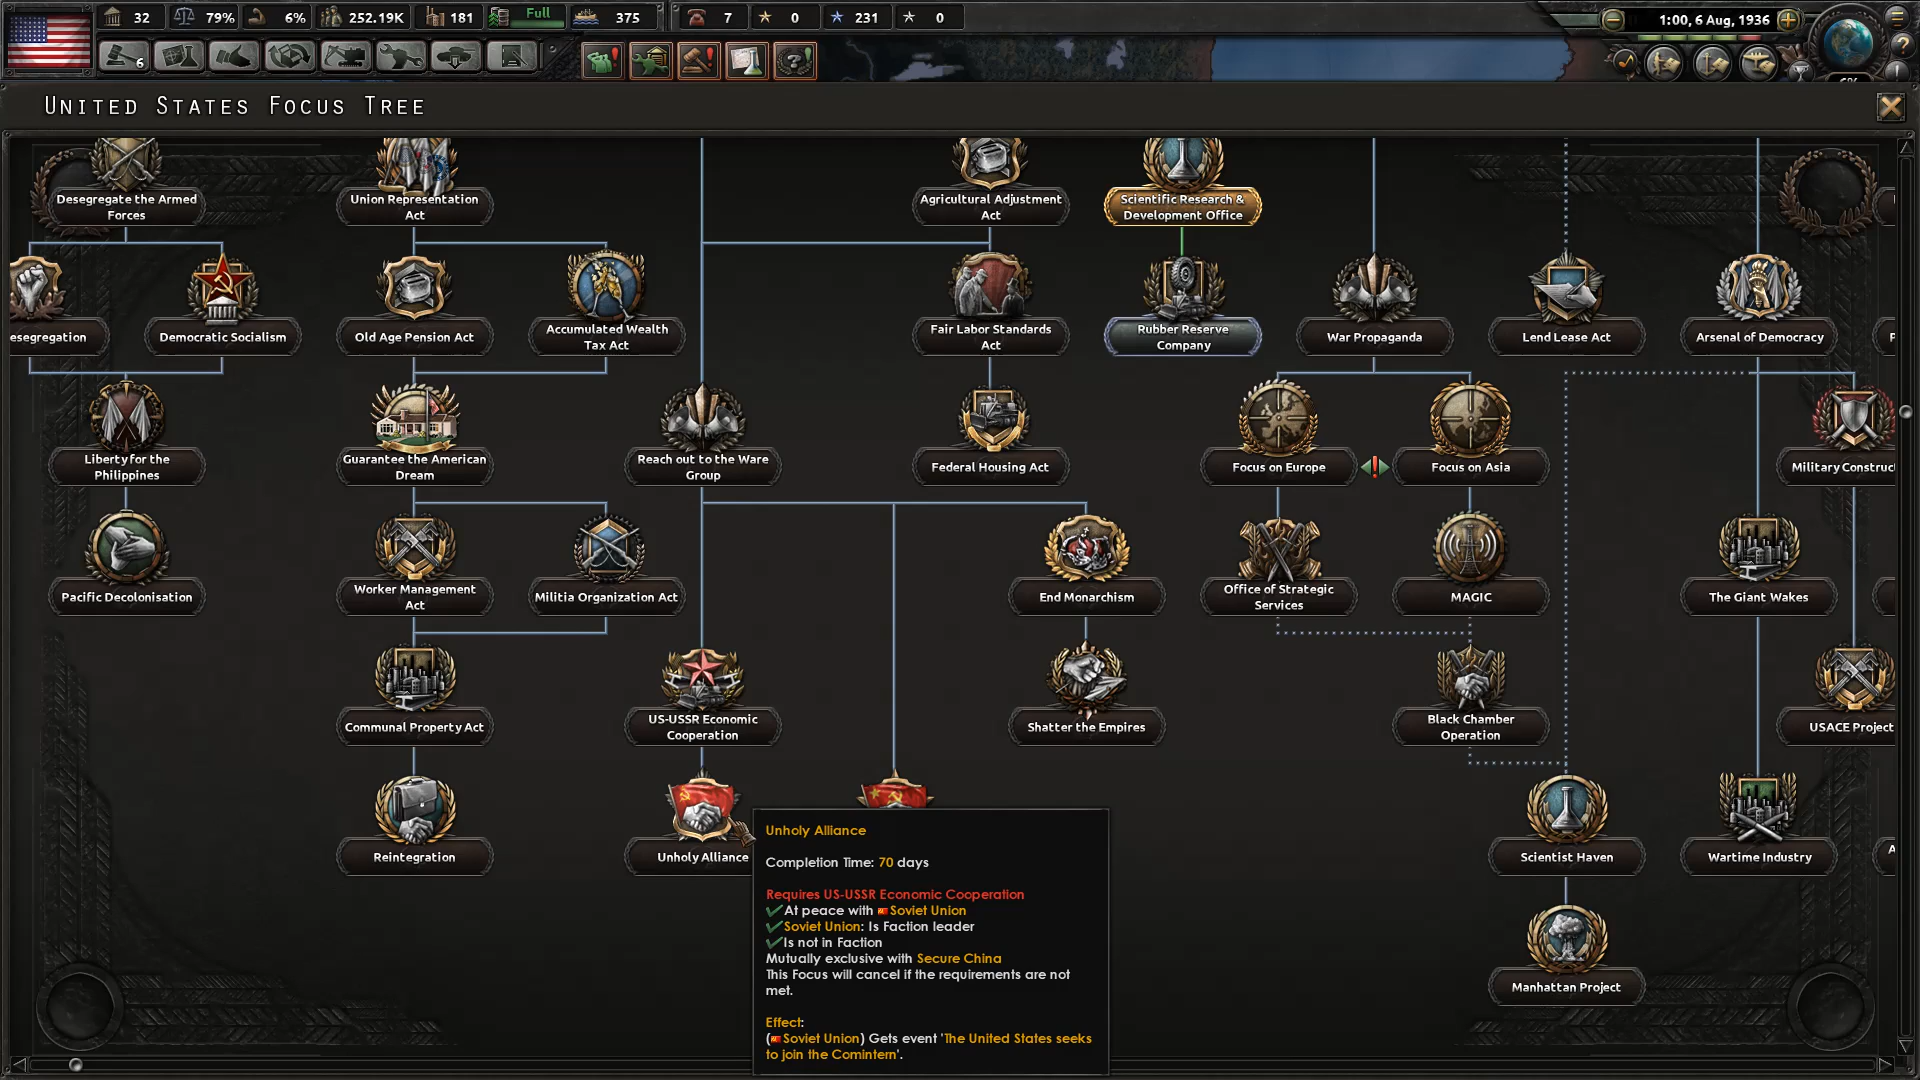 32
79%
6%
252.19K
181
Full
375
7
0
231
0
1:00, 6 Aug, 1936
6
United States Focus Tree
Desegregate the Armed
Forces
Union Representation
Act
Agricultural Adjustment
Act
Scientific Research &
Development Office
esegregation
Democratic Socialism
Old Age Pension Act
Accumulated Wealth
Tax Act
Fair Labor Standards
Act
Rubber Reserve
Company
War Propaganda
Lend Lease Act
Arsenal of Democracy
Liberty for the
Philippines
Guarantee the American
Dream
Reach out to the Ware
Group
Federal Housing Act
Focus on Europe
Focus on Asia
Military Construct
Pacific Decolonisation
Worker Management
Act
Militia Organization Act
End Monarchism
Office of Strategic
Services
MAGIC
The Giant Wakes
Communal Property Act
US-USSR Economic
Cooperation
Shatter the Empires
Black Chamber
Operation
USACE Project
Reintegration
Unholy Alliance
Scientist Haven
Wartime Industry
Manhattan Project
Unholy Alliance
Completion Time: 70 days
Requires US-USSR Economic Cooperation
At peace with Soviet Union
Soviet Union: Is Faction leader
Is not in Faction
Mutually exclusive with Secure China
This Focus will cancel if the requirements are not
met.
Effect:
(Soviet Union) Gets event 'The United States seeks
to join the Comintern'.